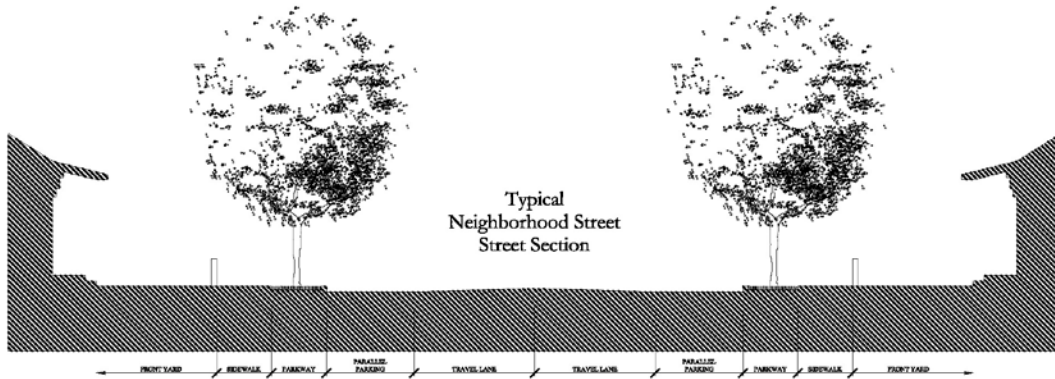 Typical
Neighborhood Street
Street Section
FRONT YARD
SIDEWALK
PARKWAY
PARALLEL
PARKING
TRAVEL LANE
TRAVEL LANE
PARALLEL
PARKING
PARKWAY
SIDEWALK
FRONT YARD